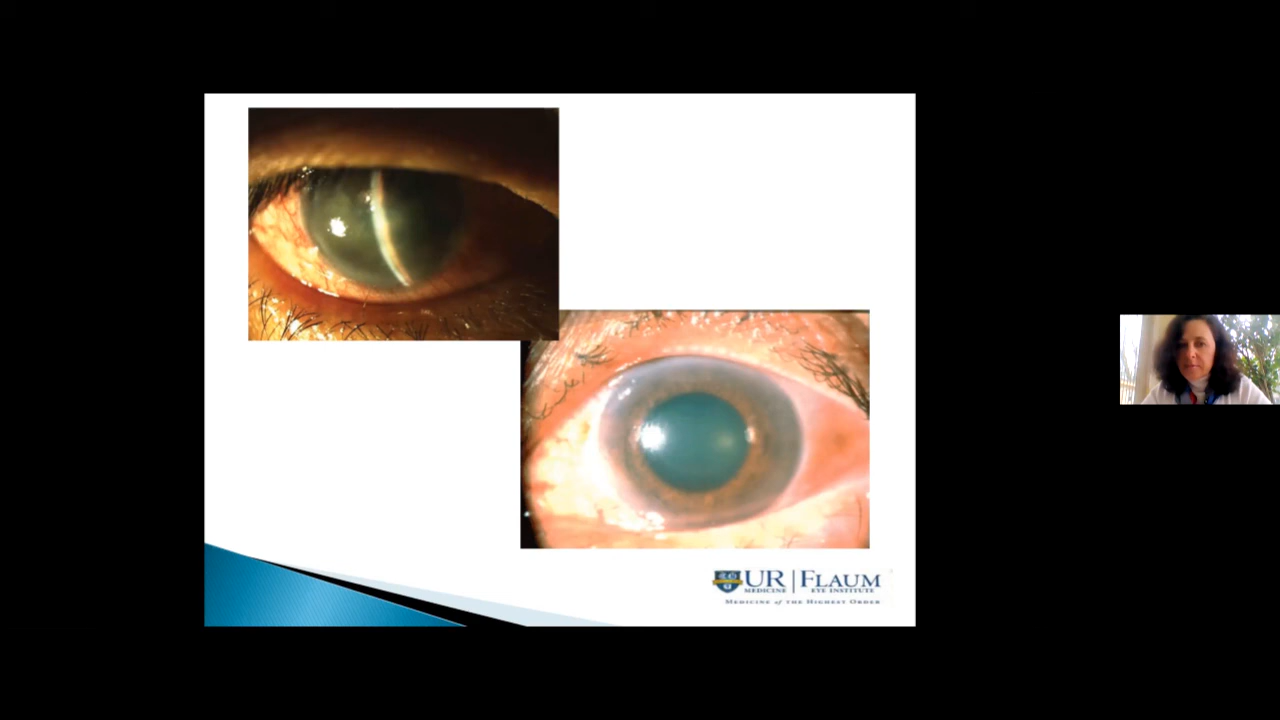 UR MEDICINE | FLAUM EYE INSTITUTE
MEDICINE of THE HIGHEST ORDER